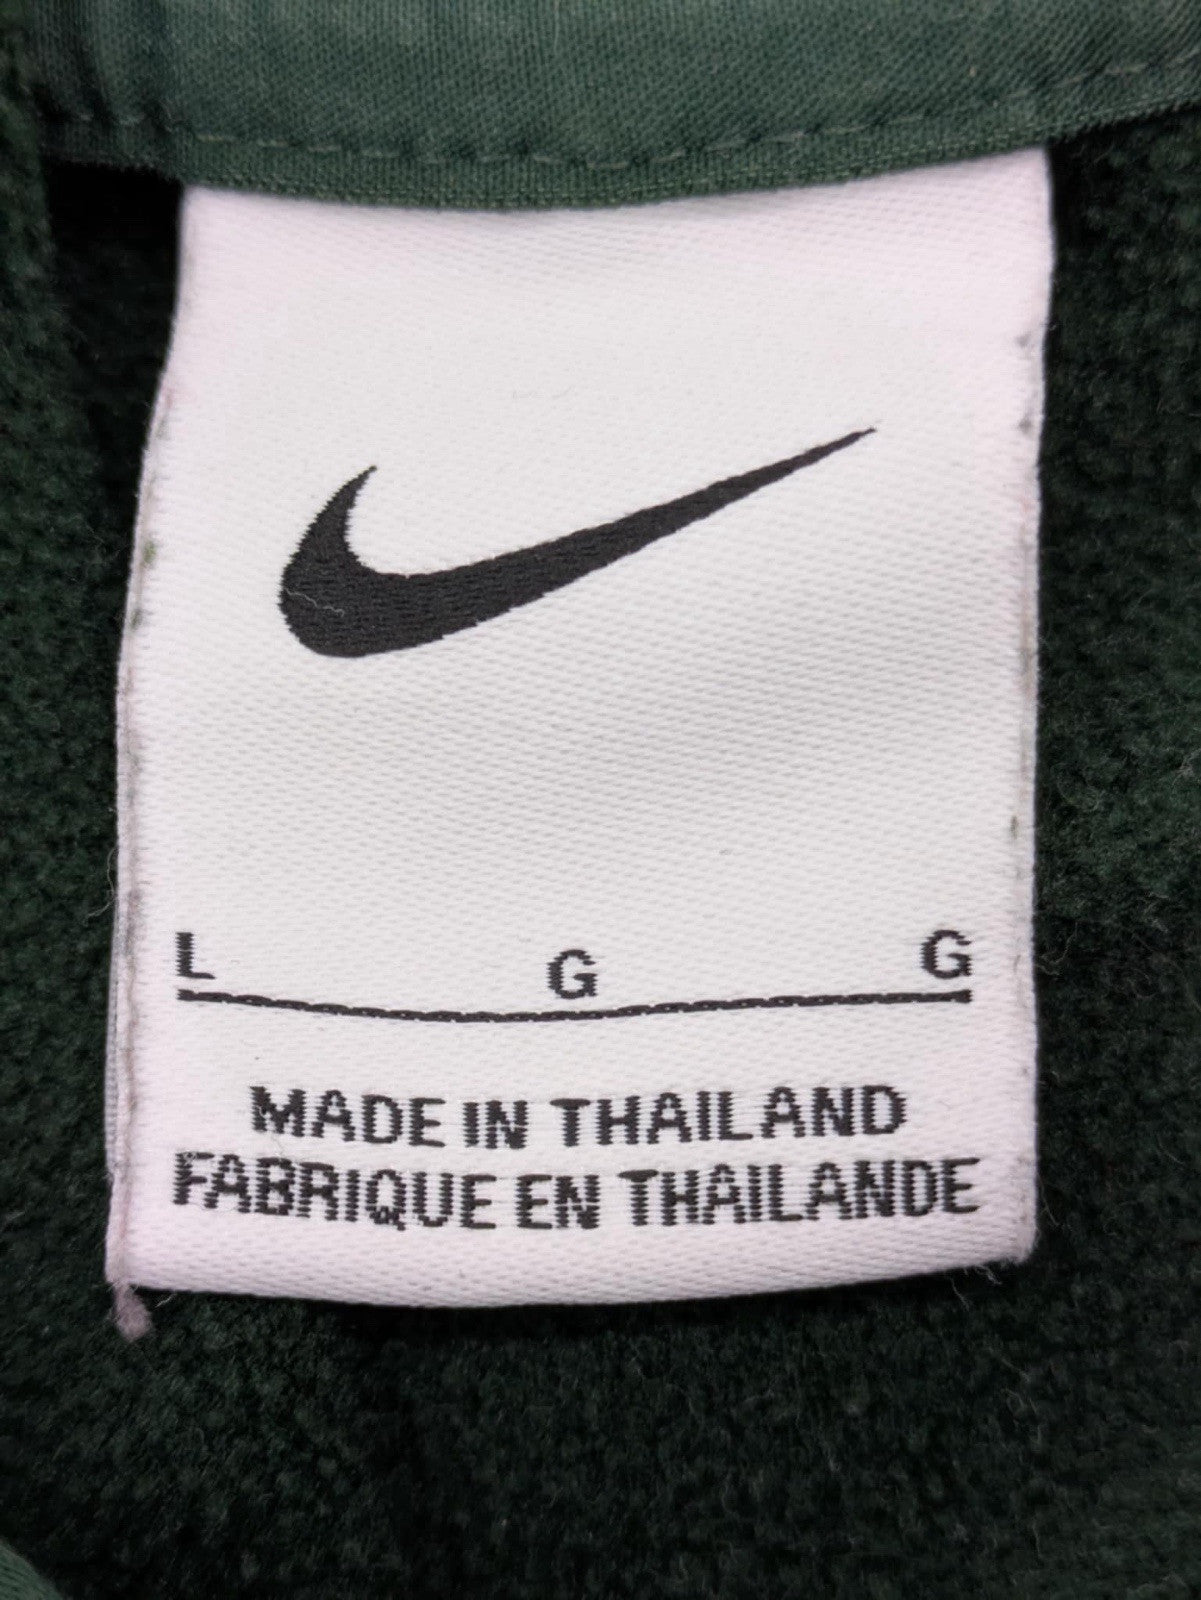 L G G
MADE IN THAILAND
FABRIQUE EN THAILANDE